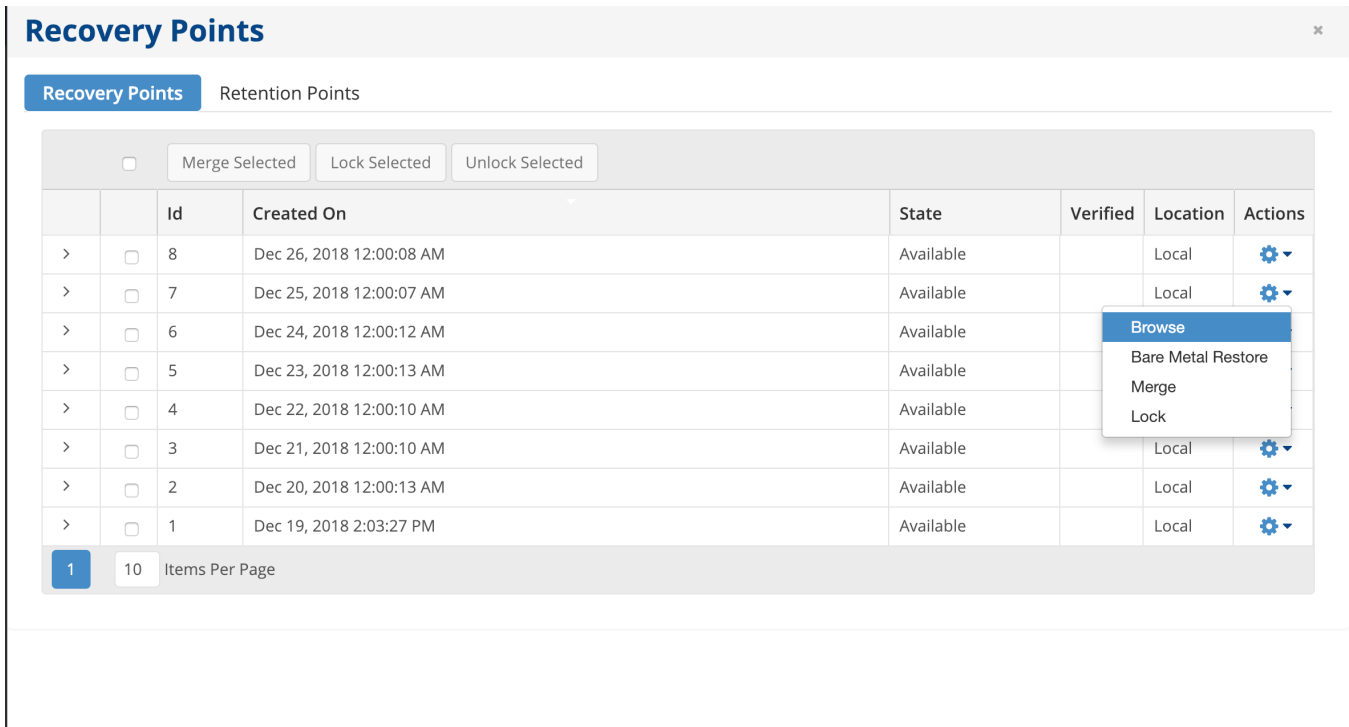 Recovery Points ×
Recovery Points Retention Points
Merge Selected Lock Selected Unlock Selected
Id Created On State Verified Location Actions
8 Dec 26, 2018 12:00:08 AM Available Local
7 Dec 25, 2018 12:00:07 AM Available Local
6 Dec 24, 2018 12:00:12 AM Available
Browse
5 Dec 23, 2018 12:00:13 AM Available
Bare Metal Restore
Merge
4 Dec 22, 2018 12:00:10 AM Available
Lock
3 Dec 21, 2018 12:00:10 AM Available Local
2 Dec 20, 2018 12:00:13 AM Available Local
1 Dec 19, 2018 2:03:27 PM Available Local
1 10 Items Per Page